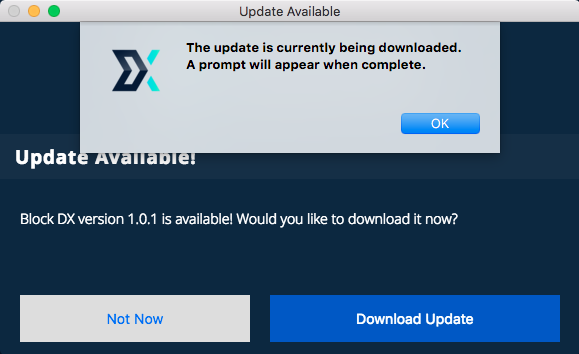 Update Available
The update is currently being downloaded.
A prompt will appear when complete.
OK
Update Available!
Block DX version 1.0.1 is available! Would you like to download it now?
Not Now
Download Update